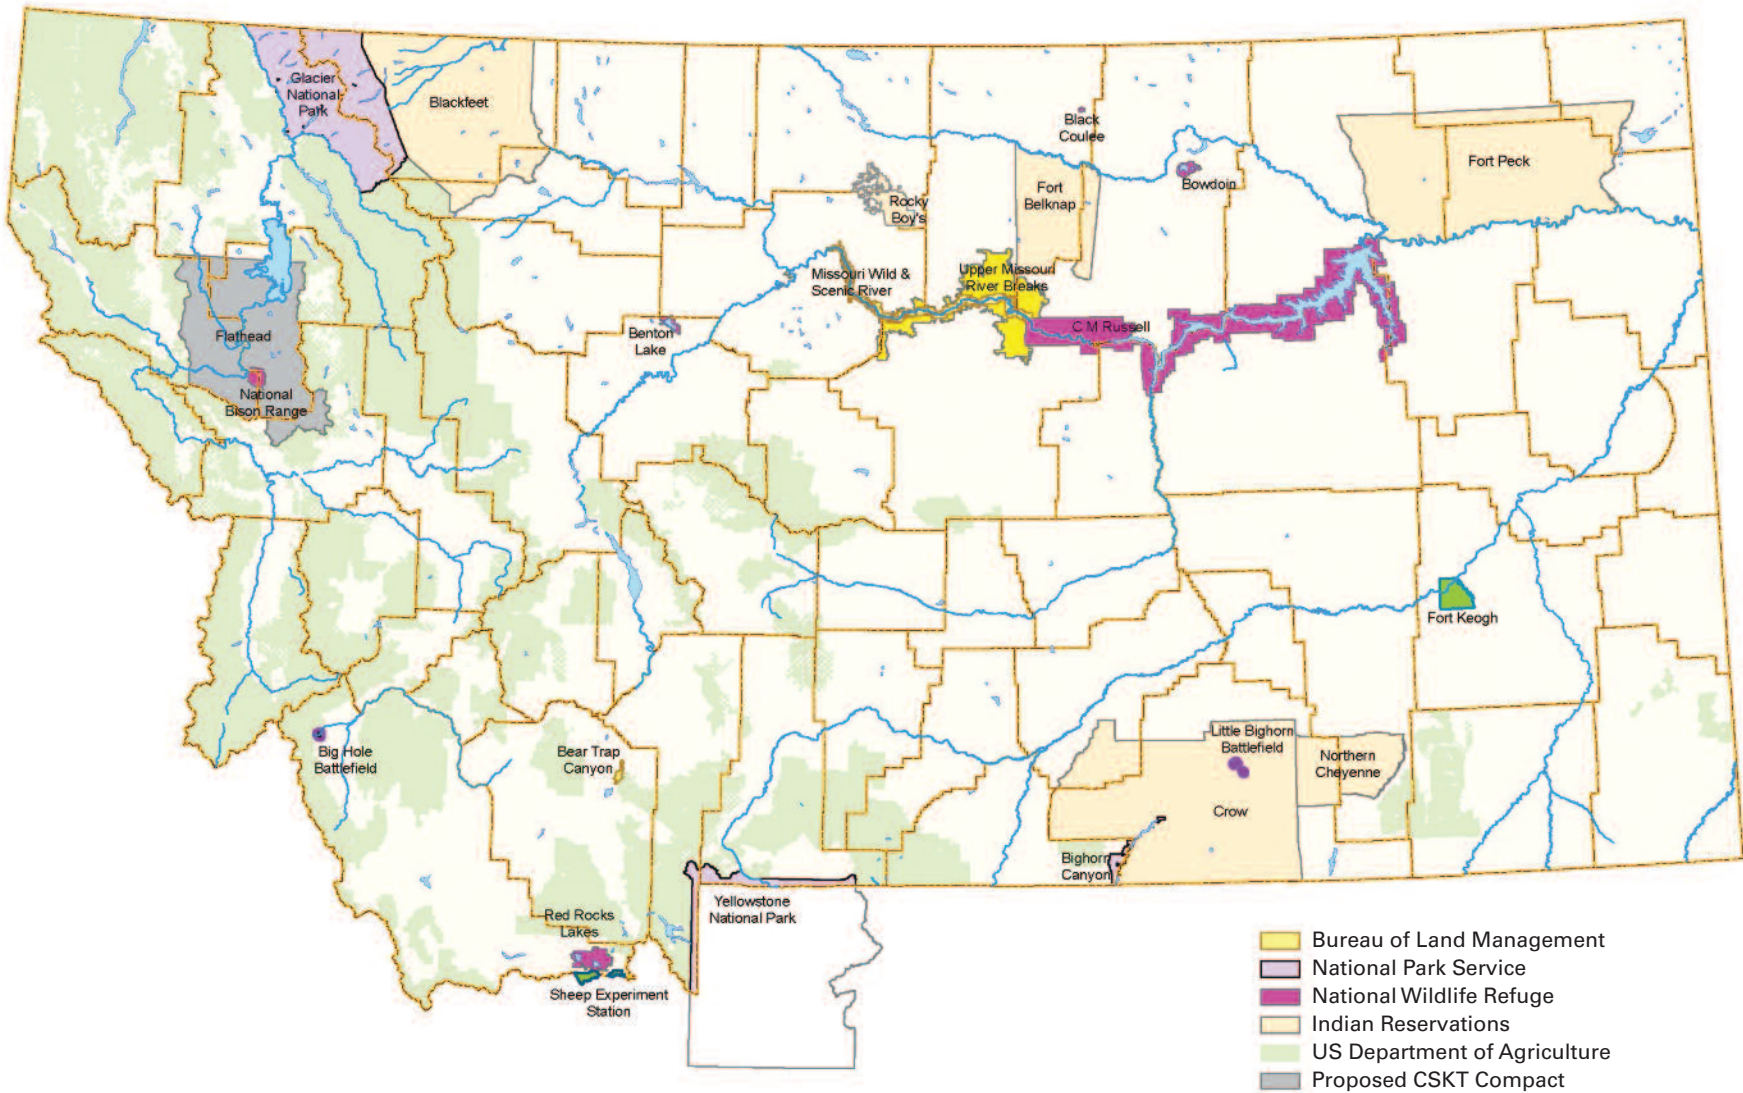 Glacier
National
Park
Blackfeet
Black
Coulee
Bowdoin
Fort Peck
Fort
Belknap
Rocky
Boy's
Missouri Wild &
Scenic River
Upper Missouri
River Breaks
C M Russell
Benton
Lake
Flathead
National
Bison Range
Fort Keogh
Big Hole
Battlefield
Bear Trap
Canyon
Little Bighorn
Battlefield
Northern
Cheyenne
Crow
Bighorn
Canyon
Yellowstone
National Park
Red Rocks
Lakes
Sheep Experiment
Station
Bureau of Land Management
National Park Service
National Wildlife Refuge
Indian Reservations
US Department of Agriculture
Proposed CSKT Compact